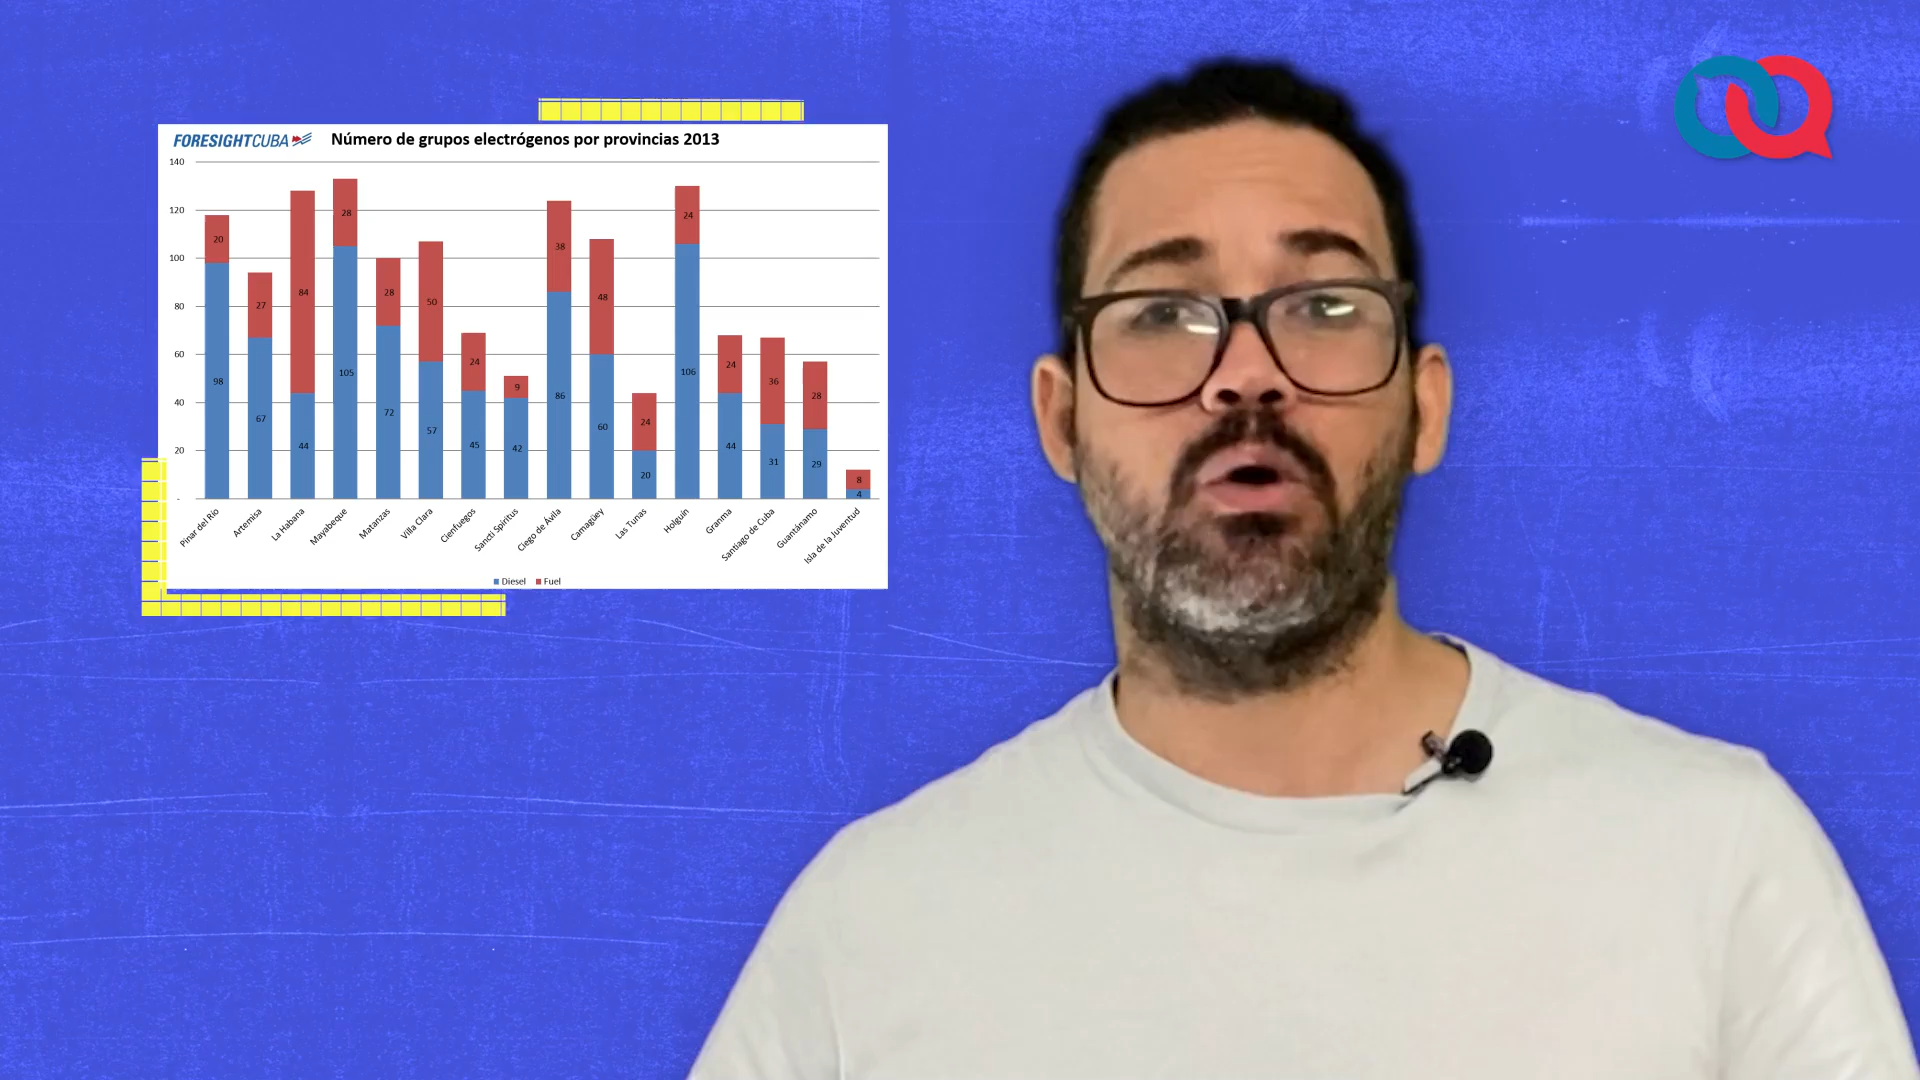 FORESIGHTCUBA
Número de grupos electrógenos por provincias 2013
140
120
100
80
60
40
20
-
20
98
27
67
84
44
28
105
28
72
50
57
24
45
9
42
38
86
48
60
24
20
24
106
24
44
36
31
28
29
8
4
Pinar del Río
Artemisa
La Habana
Mayabeque
Matanzas
Villa Clara
Cienfuegos
Sancti Spíritus
Ciego de Ávila
Camagüey
Las Tunas
Holguín
Granma
Santiago de Cuba
Guantánamo
Isla de la Juventud
Diesel Fuel